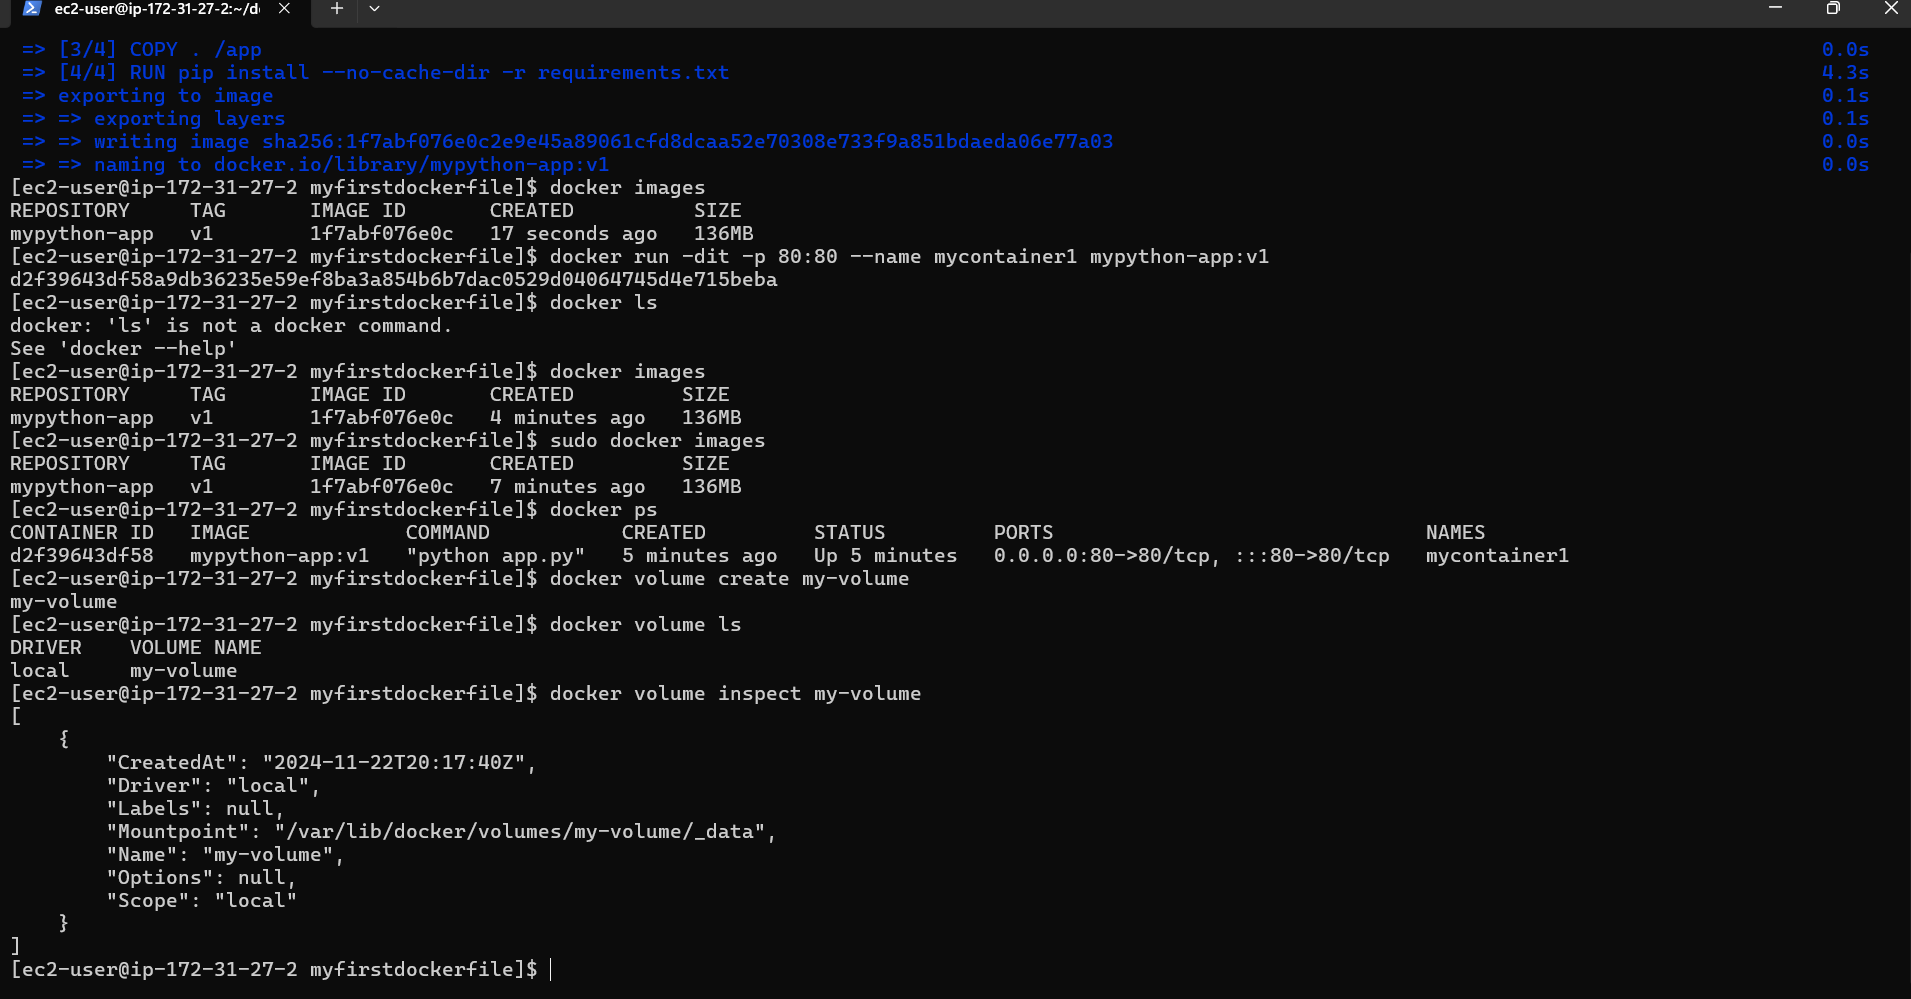 ec2-user@ip-172-31-27-2:~/d
=> [3/4] COPY . /app 0.0s
=> [4/4] RUN pip install --no-cache-dir -r requirements.txt 4.3s
=> exporting to image 0.1s
=> => exporting layers 0.1s
=> => writing image sha256:1f7abf076e0c2e9e45a89061cfd8dcaa52e70308e733f9a851bdaeda06e77a03 0.0s
=> => naming to docker.io/library/mypython-app:v1 0.0s
[ec2-user@ip-172-31-27-2 myfirstdockerfile]$ docker images
REPOSITORY     TAG       IMAGE ID       CREATED          SIZE
mypython-app   v1        1f7abf076e0c   17 seconds ago   136MB
[ec2-user@ip-172-31-27-2 myfirstdockerfile]$ docker run -dit -p 80:80 --name mycontainer1 mypython-app:v1
d2f39643df58a9db36235e59ef8ba3a854b6b7dac0529d04064745d4e715beba
[ec2-user@ip-172-31-27-2 myfirstdockerfile]$ docker ls
docker: 'ls' is not a docker command.
See 'docker --help'
[ec2-user@ip-172-31-27-2 myfirstdockerfile]$ docker images
REPOSITORY     TAG       IMAGE ID       CREATED         SIZE
mypython-app   v1        1f7abf076e0c   4 minutes ago   136MB
[ec2-user@ip-172-31-27-2 myfirstdockerfile]$ sudo docker images
REPOSITORY     TAG       IMAGE ID       CREATED         SIZE
mypython-app   v1        1f7abf076e0c   7 minutes ago   136MB
[ec2-user@ip-172-31-27-2 myfirstdockerfile]$ docker ps
CONTAINER ID   IMAGE             COMMAND           CREATED         STATUS         PORTS                               NAMES
d2f39643df58   mypython-app:v1   "python app.py"   5 minutes ago   Up 5 minutes   0.0.0.0:80->80/tcp, :::80->80/tcp   mycontainer1
[ec2-user@ip-172-31-27-2 myfirstdockerfile]$ docker volume create my-volume
my-volume
[ec2-user@ip-172-31-27-2 myfirstdockerfile]$ docker volume ls
DRIVER    VOLUME NAME
local     my-volume
[ec2-user@ip-172-31-27-2 myfirstdockerfile]$ docker volume inspect my-volume
[
    {
        "CreatedAt": "2024-11-22T20:17:40Z",
        "Driver": "local",
        "Labels": null,
        "Mountpoint": "/var/lib/docker/volumes/my-volume/_data",
        "Name": "my-volume",
        "Options": null,
        "Scope": "local"
    }
]
[ec2-user@ip-172-31-27-2 myfirstdockerfile]$